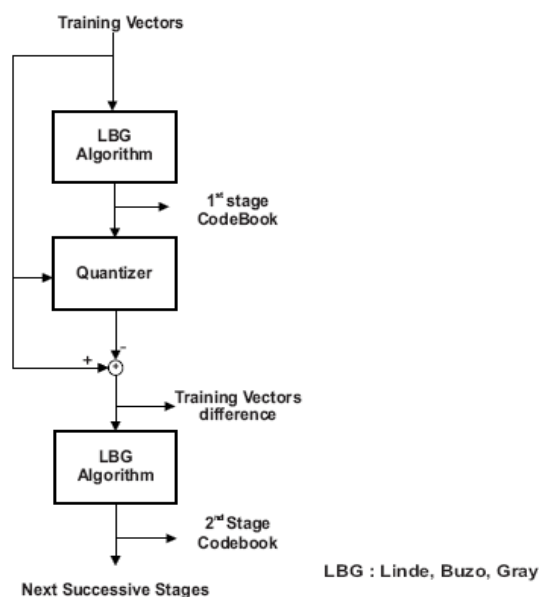 Training Vectors
LBG
Algorithm
1st stage
CodeBook
Quantizer
-
+
*
Training Vectors
difference
LBG
Algorithm
2nd Stage
Codebook
LBG : Linde, Buzo, Gray
Next Successive Stages